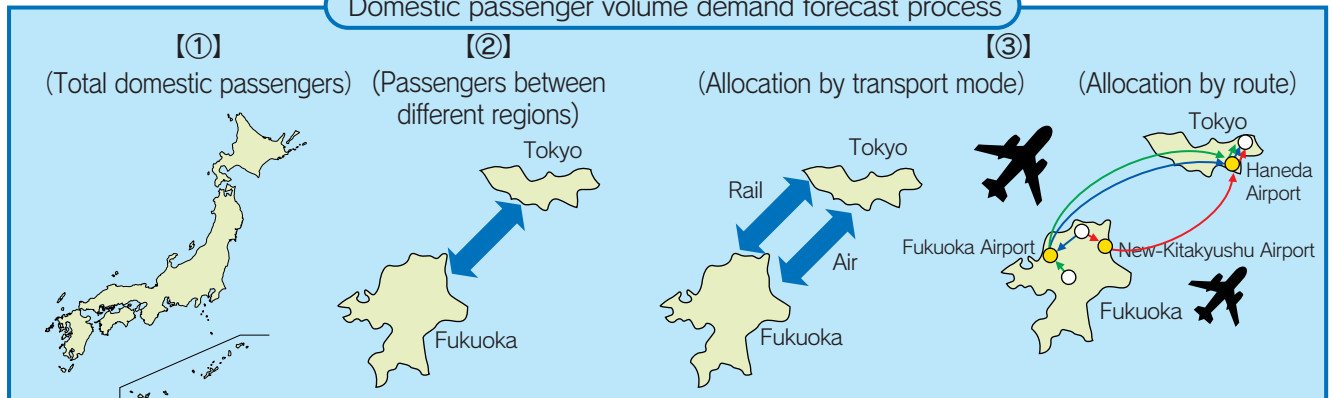 Domestic passenger volume demand forecast process
【①】
(Total domestic passengers)
【②】
(Passengers between
different regions)
Tokyo
Fukuoka
【③】
(Allocation by transport mode)
Tokyo
Rail
Air
Fukuoka
(Allocation by route)
Tokyo
Haneda
Airport
Fukuoka Airport
New-Kitakyushu Airport
Fukuoka